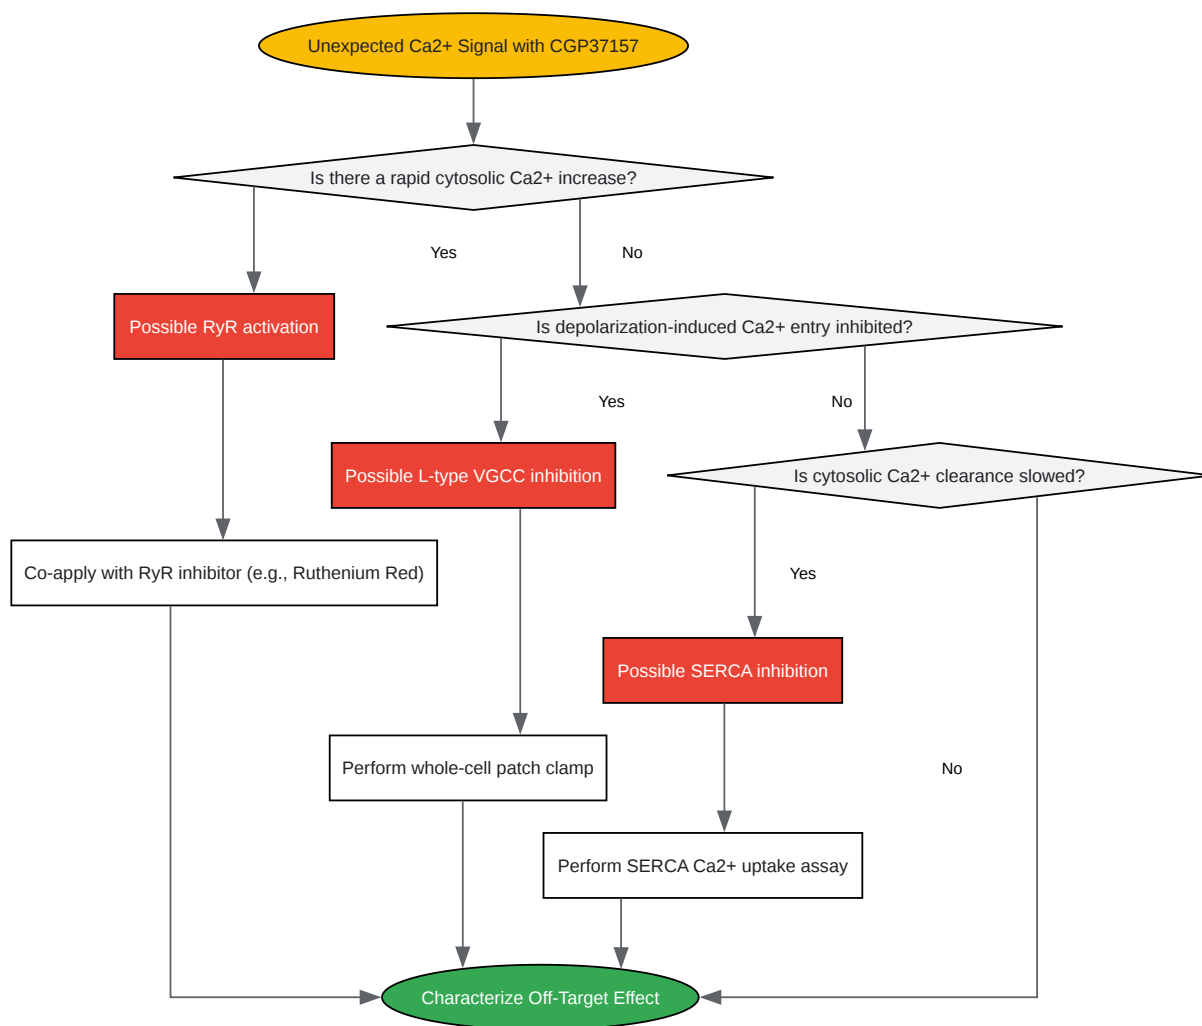 Unexpected Ca2+ Signal with CGP37157
Is there a rapid cytosolic Ca2+ increase?
Yes
No
Possible RyR activation
Is depolarization-induced Ca2+ entry inhibited?
Yes
No
Possible L-type VGCC inhibition
Is cytosolic Ca2+ clearance slowed?
Co-apply with RyR inhibitor (e.g., Ruthenium Red)
Yes
Possible SERCA inhibition
Perform whole-cell patch clamp
No
Perform SERCA Ca2+ uptake assay
Characterize Off-Target Effect